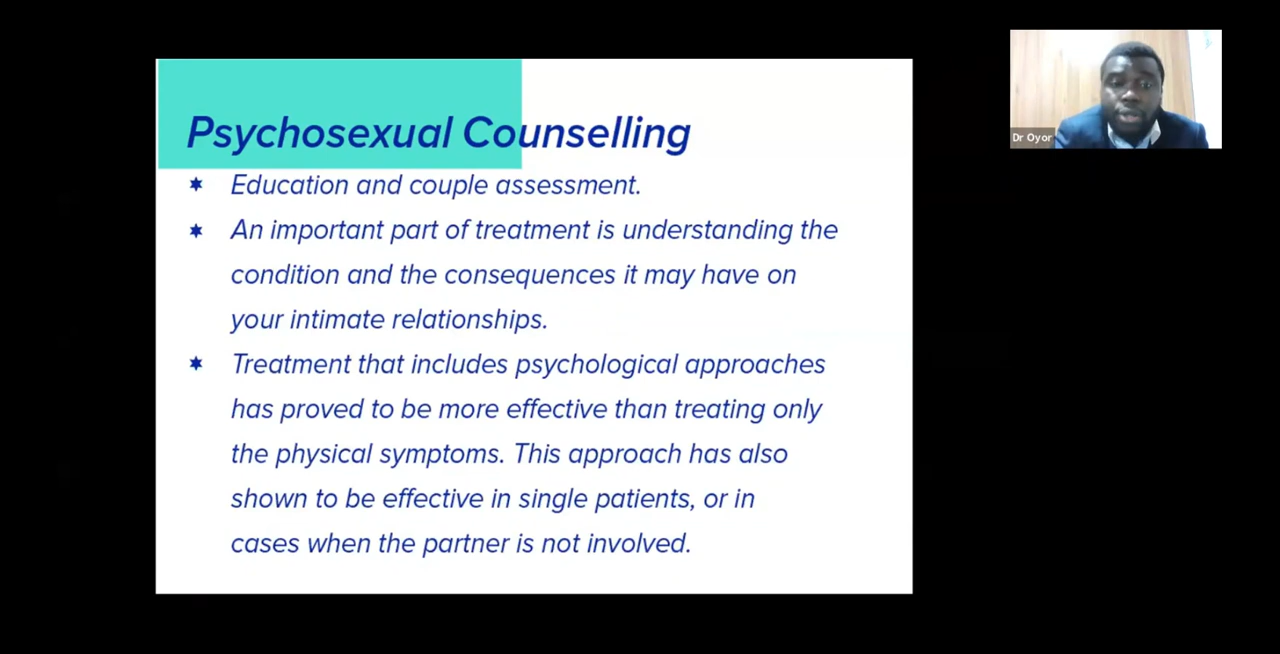 Psychosexual Counselling
Education and couple assessment.
An important part of treatment is understanding the
condition and the consequences it may have on
your intimate relationships.
Treatment that includes psychological approaches
has proved to be more effective than treating only
the physical symptoms. This approach has also
shown to be effective in single patients, or in
cases when the partner is not involved.
Dr Oyor